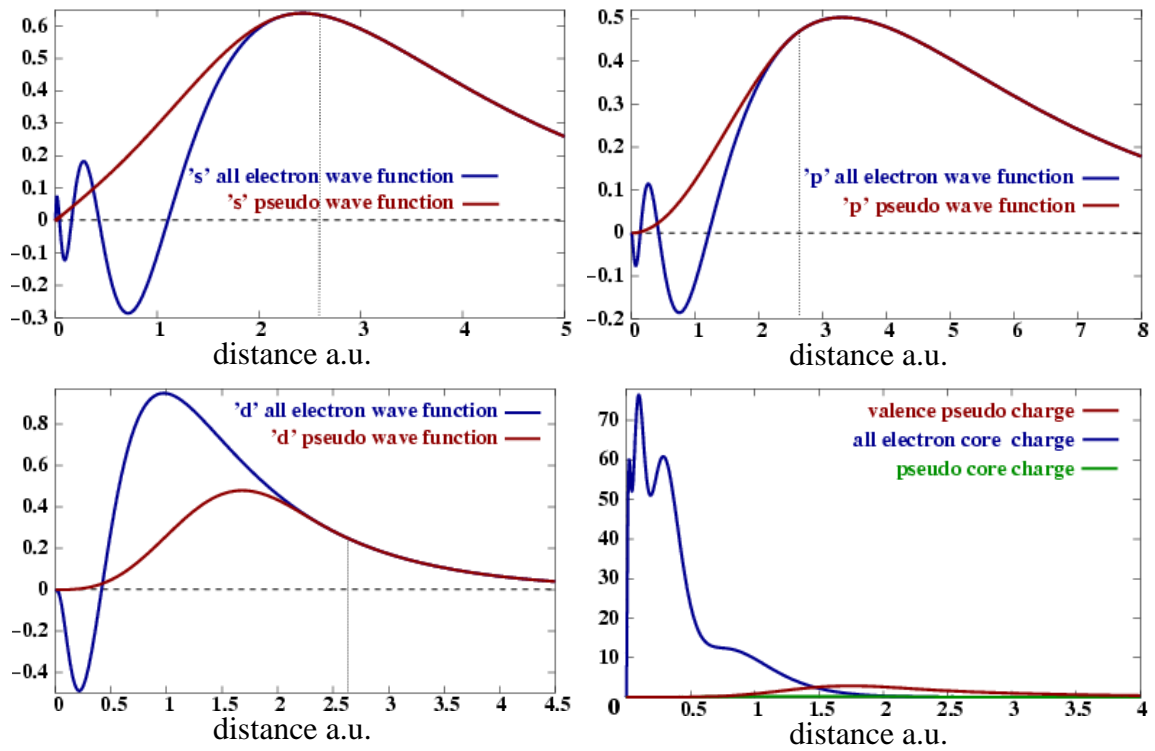 0.6
0.5
0.4
0.3
0.2
0.1
0
−0.1
−0.2
−0.3
's' all electron wave function
's' pseudo wave function
0 1 2 3 4 5
distance a.u.
0.5
0.4
0.3
0.2
0.1
0
−0.1
−0.2
'p' all electron wave function
'p' pseudo wave function
0 1 2 3 4 5 6 7 8
distance a.u.
0.8
0.6
0.4
0.2
0
−0.2
−0.4
'd' all electron wave function
'd' pseudo wave function
0 0.5 1 1.5 2 2.5 3 3.5 4 4.5
distance a.u.
70
60
50
40
30
20
10
0
valence pseudo charge
all electron core charge
pseudo core charge
0.5 1 1.5 2 2.5 3 3.5 4
distance a.u.